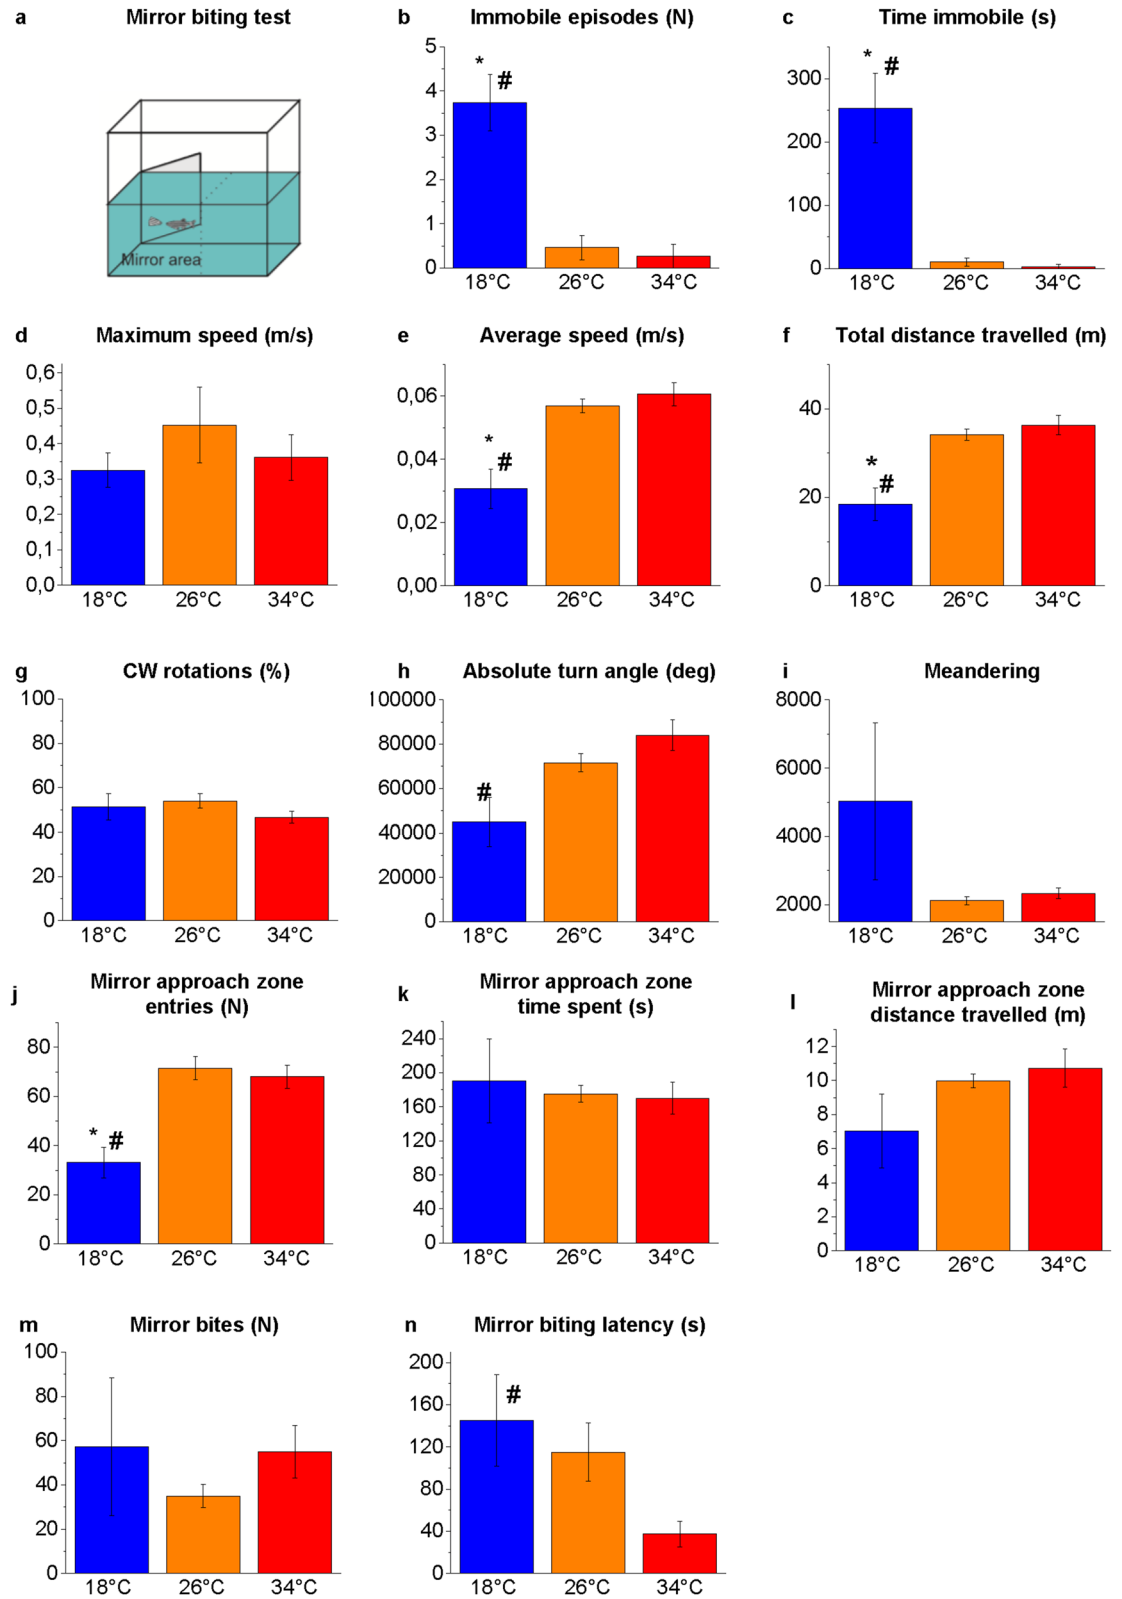 a Mirror biting test
Mirror area
b Immobile episodes (N)
5
4
3
2
1
0
* #
18°C 26°C 34°C
c Time immobile (s)
300
200
100
0
* #
18°C 26°C 34°C
d Maximum speed (m/s)
0,6
0,5
0,4
0,3
0,2
0,1
0,0
18°C 26°C 34°C
e Average speed (m/s)
0,06
0,04
0,02
0,00
* #
18°C 26°C 34°C
f Total distance travelled (m)
40
20
0
* #
18°C 26°C 34°C
g CW rotations (%)
100
80
60
40
20
0
18°C 26°C 34°C
h Absolute turn angle (deg)
100000
80000
60000
40000
20000
0
#
18°C 26°C 34°C
i Meandering
8000
6000
4000
2000
18°C 26°C 34°C
j Mirror approach zone
entries (N)
80
60
40
20
0
* #
18°C 26°C 34°C
k Mirror approach zone
time spent (s)
240
200
160
120
80
40
0
18°C 26°C 34°C
l Mirror approach zone
distance travelled (m)
12
10
8
6
4
2
0
18°C 26°C 34°C
m Mirror bites (N)
100
80
60
40
20
0
18°C 26°C 34°C
n Mirror biting latency (s)
200
160
120
80
40
0
#
18°C 26°C 34°C